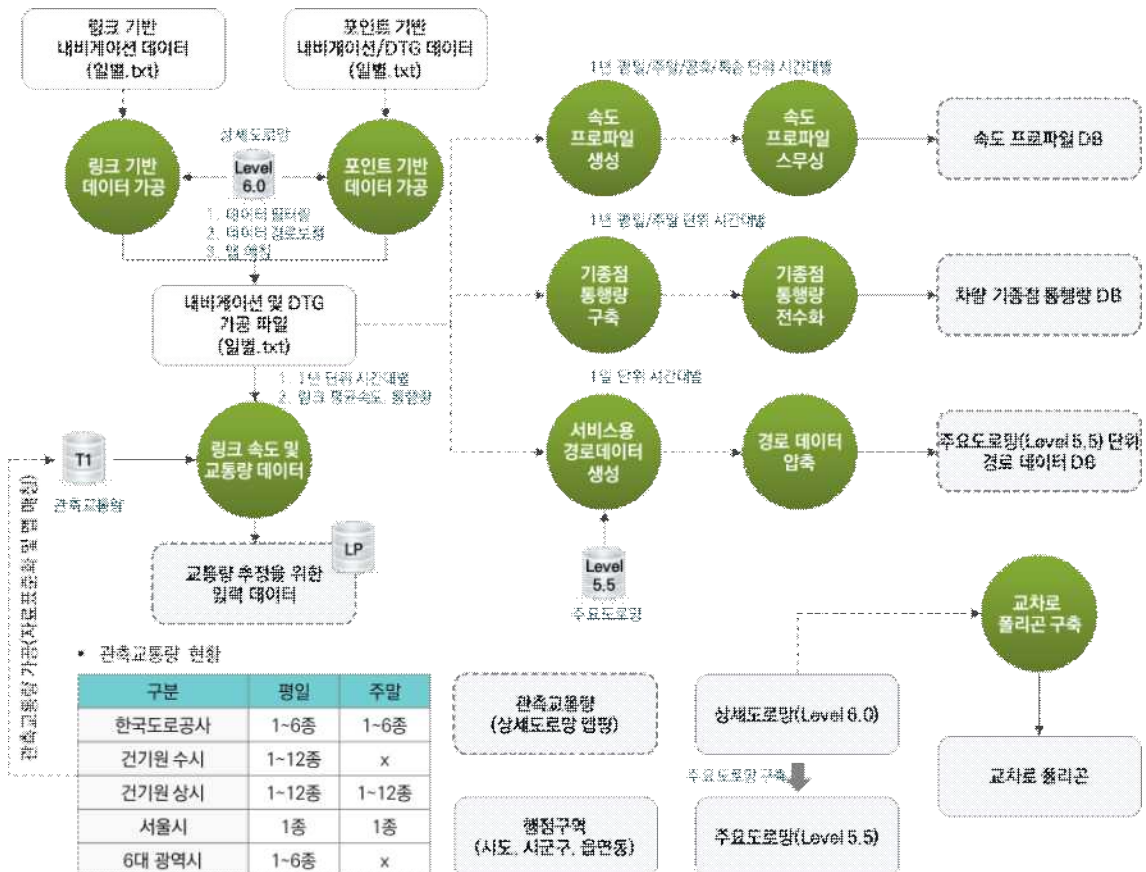 링크 기반
내비게이션 데이터
(일별.txt)
포인트 기반
내비게이션/DTG 데이터
(일별.txt)
상세도로망
Level
6.0
링크 기반
데이터 가공
포인트 기반
데이터 가공
1. 데이터 필터링
2. 데이터 경로보정
3. 맵 매칭
내비게이션 및 DTG
가공 파일
(일별.txt)
1. 1년 단위 시간대별
2. 링크 평균속도, 통행량
T1
관측교통량
링크 속도 및
교통량 데이터
LP
교통량 추정을 위한
입력 데이터
관측교통량 가공(자료표준화 및 맵 매칭)
1년 평일/주말/공휴/특수 단위 시간대별
속도
프로파일
생성
속도
프로파일
스무싱
속도 프로파일 DB
1년 평일/주말 단위 시간대별
기종점
통행량
구축
기종점
통행량
전수화
차량 기종점 통행량 DB
1일 단위 시간대별
서비스용
경로데이터
생성
경로 데이터
압축
주요도로망(Level 5.5) 단위
경로 데이터 DB
Level
5.5
주요도로망
교차로
폴리곤 구축
• 관측교통량 현황
구분 평일 주말
한국도로공사 1~6종 1~6종
건기원 수시 1~12종 x
건기원 상시 1~12종 1~12종
서울시 1종 1종
6대 광역시 1~6종 x
관측교통량
(상세도로망 맵핑)
상세도로망(Level 6.0)
주요도로망 구축
교차로 폴리곤
행정구역
(시도, 시군구, 읍면동)
주요도로망(Level 5.5)